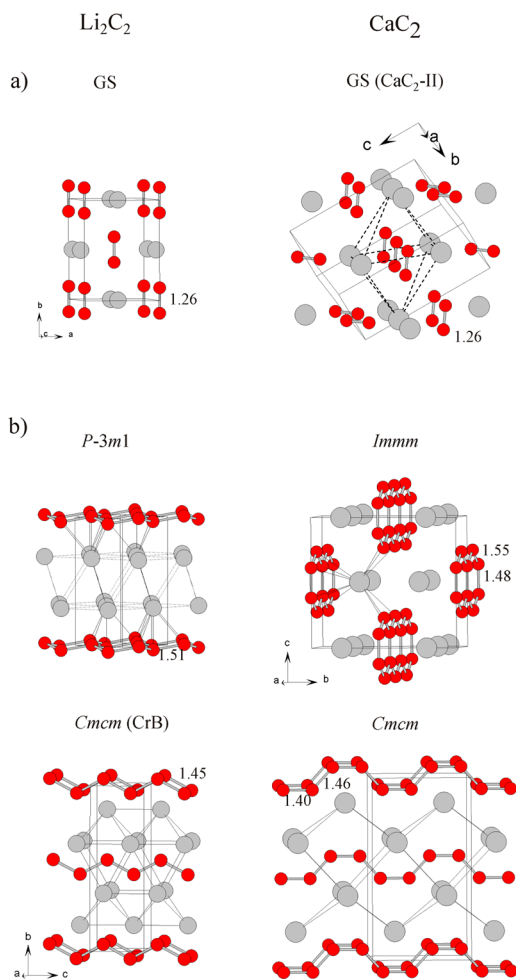 Li₂C₂ CaC₂
a) GS GS (CaC₂-II)
c a b
1.26
b
c a
1.26
b)
P-3m1 Immm
1.55
1.48
1.51
c
a b
Cmcm (CrB) Cmcm
1.45
1.46
1.40
b
a c